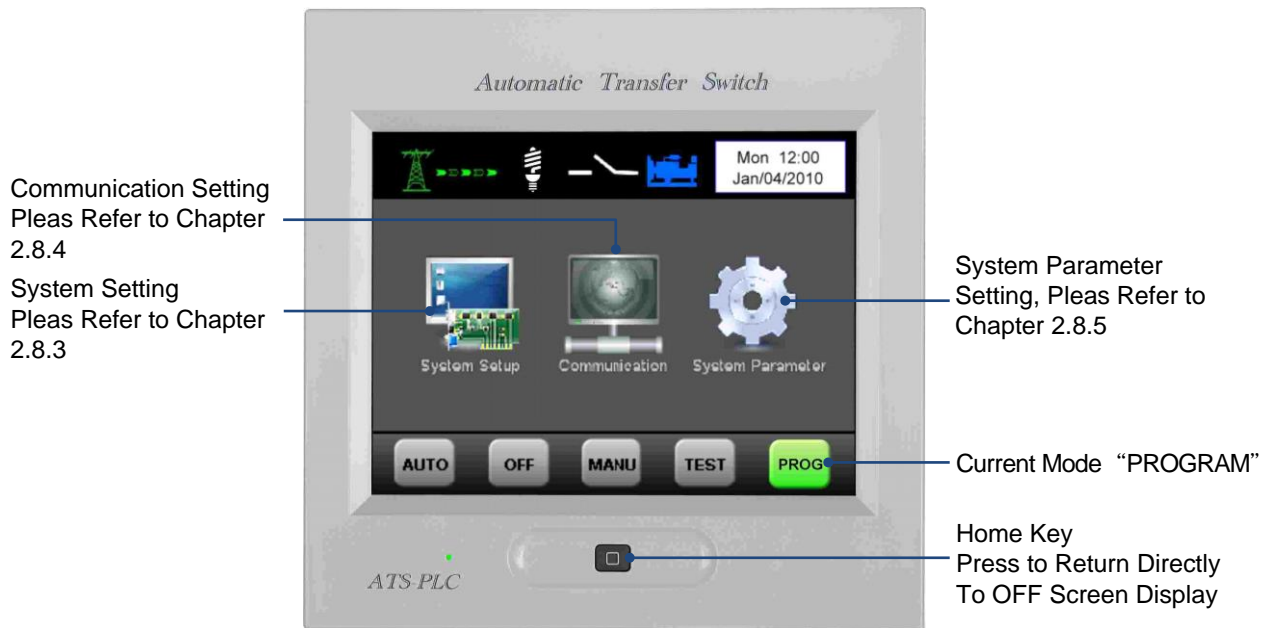 Automatic Transfer Switch
Mon 12:00
Jan/04/2010
Communication Setting
Pleas Refer to Chapter
2.8.4
System Setting
Pleas Refer to Chapter
2.8.3
System Parameter
Setting, Pleas Refer to
Chapter 2.8.5
System Setup
Communication
System Parameter
AUTO
OFF
MANU
TEST
PROG
Current Mode “PROGRAM”
Home Key
Press to Return Directly
To OFF Screen Display
ATS-PLC